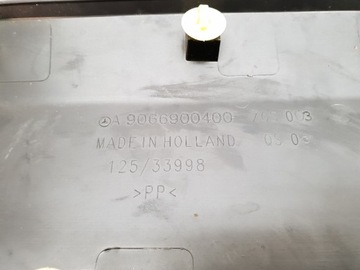 A 9066900400
MADE IN HOLLAND
125/33998
>PP<